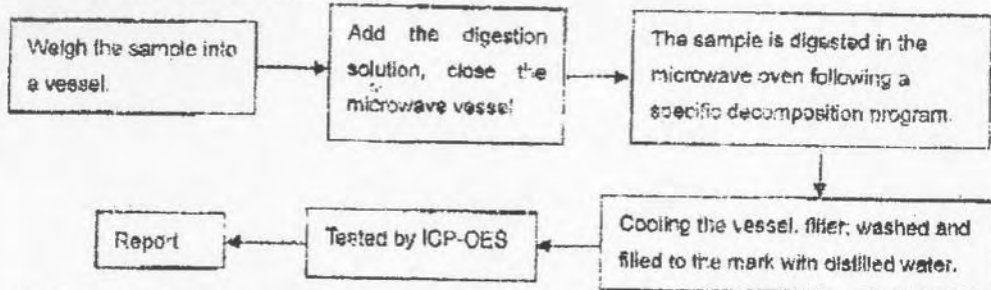 Weigh the sample into
a vessel.
Add the digestion
solution, close the
microwave vessel
The sample is digested in the
microwave oven following a
specific decomposition program.
Cooling the vessel, filter, washed and
filled to the mark with distilled water.
Tested by ICP-OES
Report